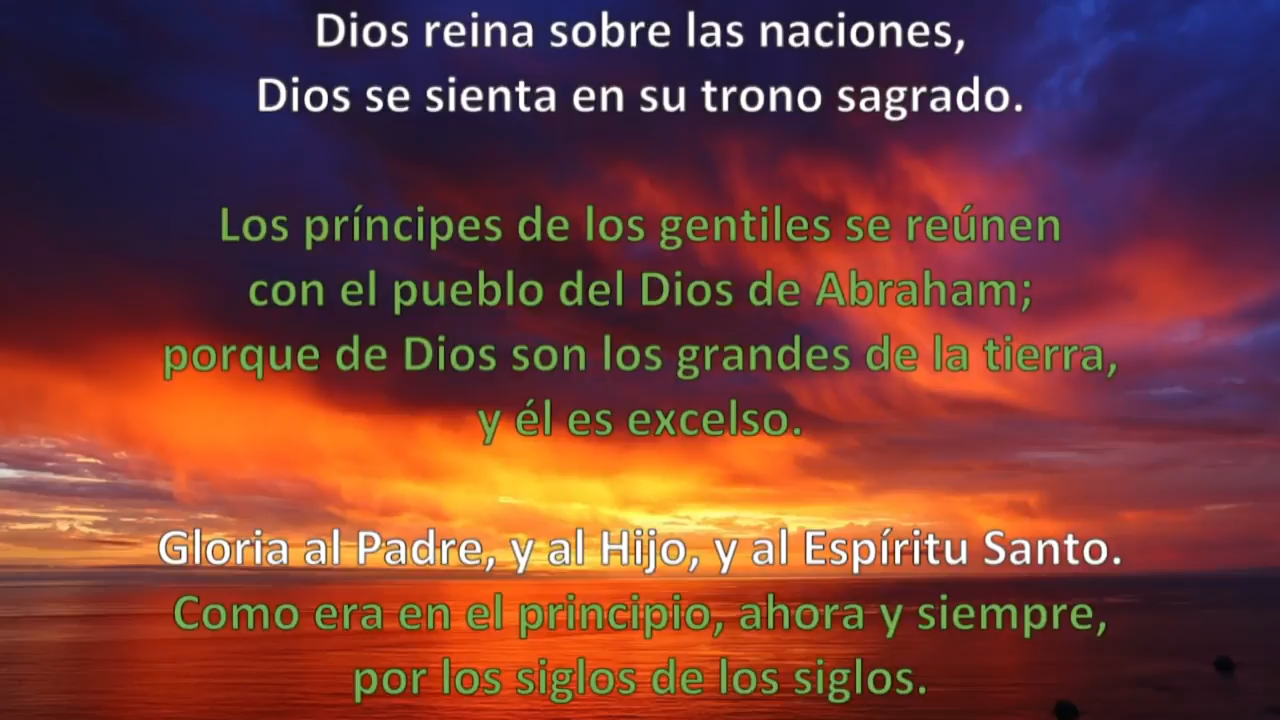 Dios reina sobre las naciones,
Dios se sienta en su trono sagrado.
Los príncipes de los gentiles se reúnen
con el pueblo del Dios de Abraham;
porque de Dios son los grandes de la tierra,
y él es excelso.
Gloria al Padre, y al Hijo, y al Espíritu Santo.
Como era en el principio, ahora y siempre,
por los siglos de los siglos.